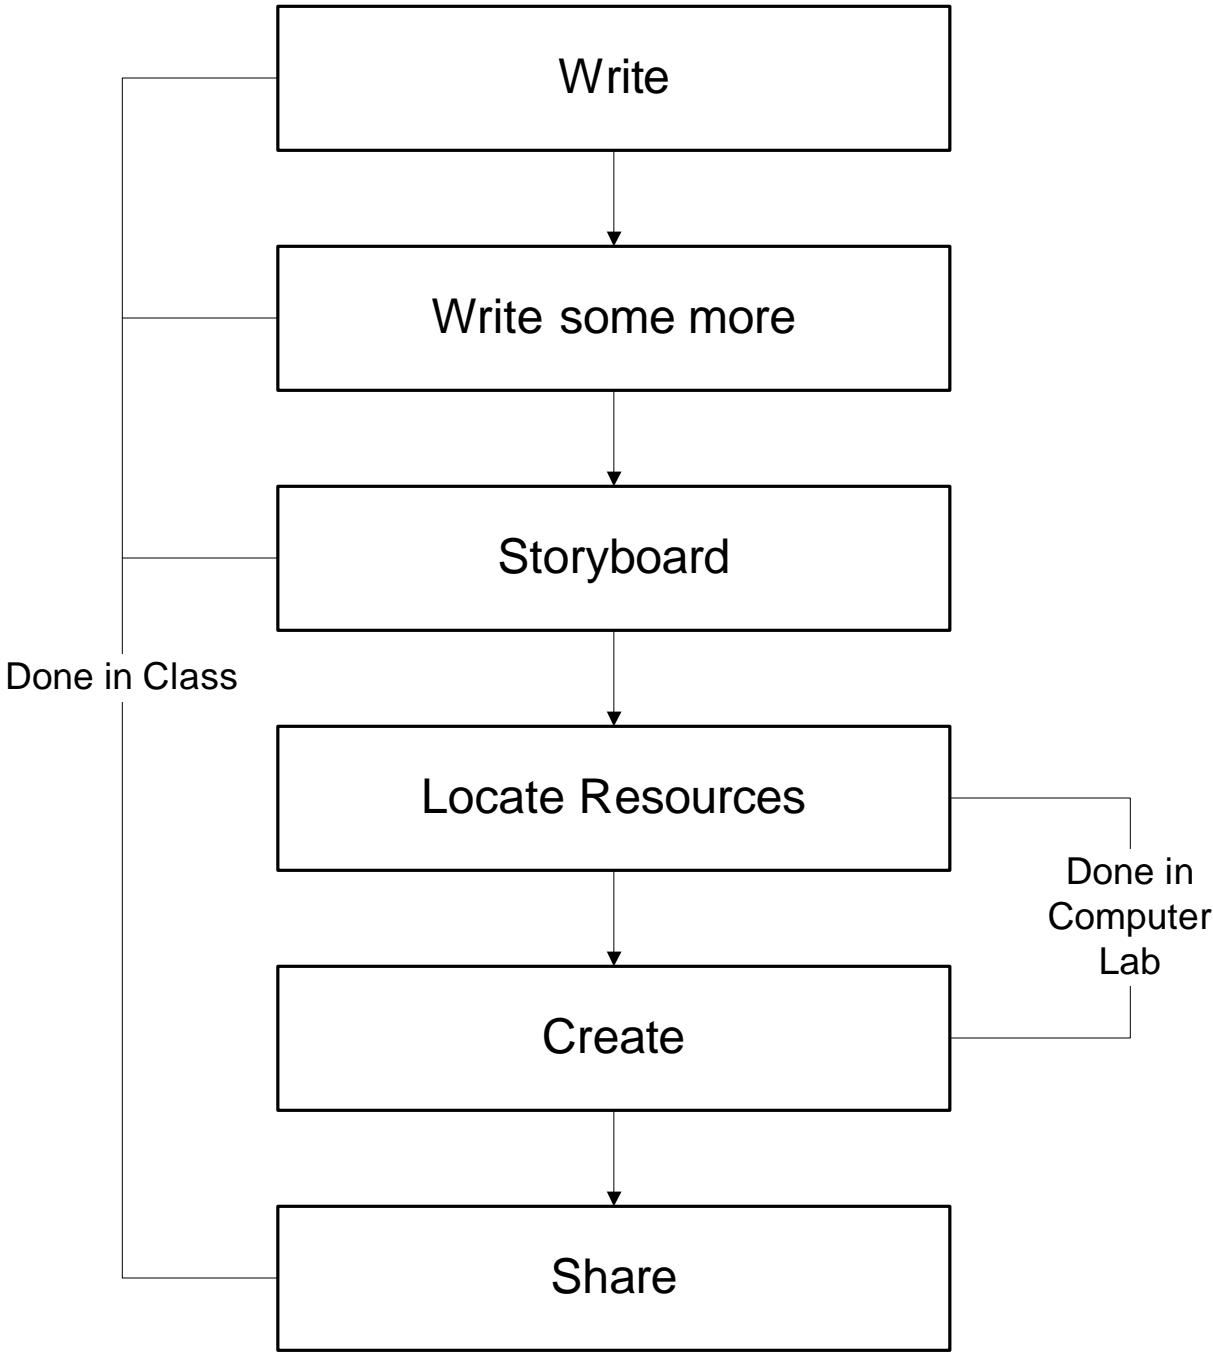 Write
Write some more
Storyboard
Done in Class
Locate Resources
Done in
Computer
Lab
Create
Share